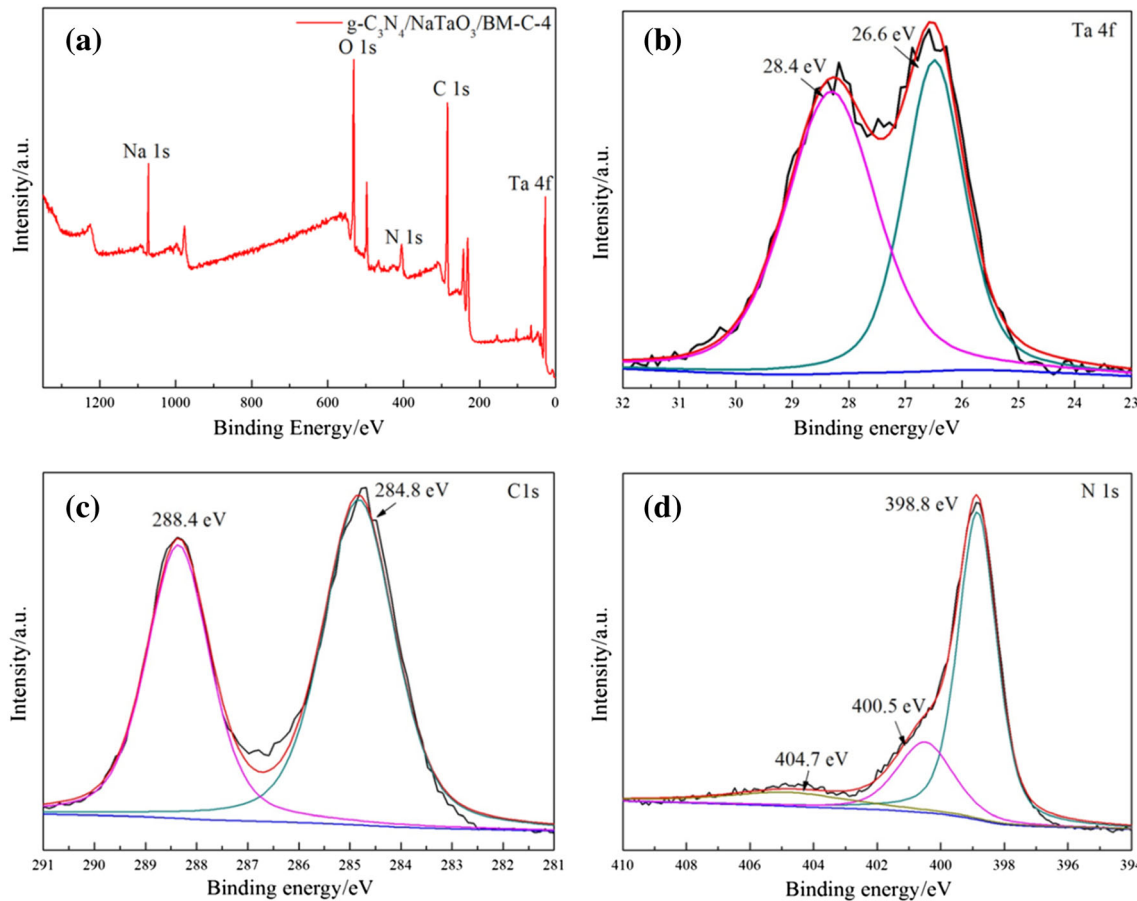 (a)
g-C₃N₄/NaTaO₃/BM-C-4
O 1s
C 1s
Na 1s
N 1s
Ta 4f
Intensity/a.u.
1200 1000 800 600 400 200 0
Binding Energy/eV
(b)
Ta 4f
26.6 eV
28.4 eV
Intensity/a.u.
32 31 30 29 28 27 26 25 24 23
Binding energy/eV
(c)
C1s
284.8 eV
288.4 eV
Intensity/a.u.
291 290 289 288 287 286 285 284 283 282 281
Binding energy/eV
(d)
N 1s
398.8 eV
400.5 eV
404.7 eV
Intensity/a.u.
410 408 406 404 402 400 398 396 394
Binding energy/eV